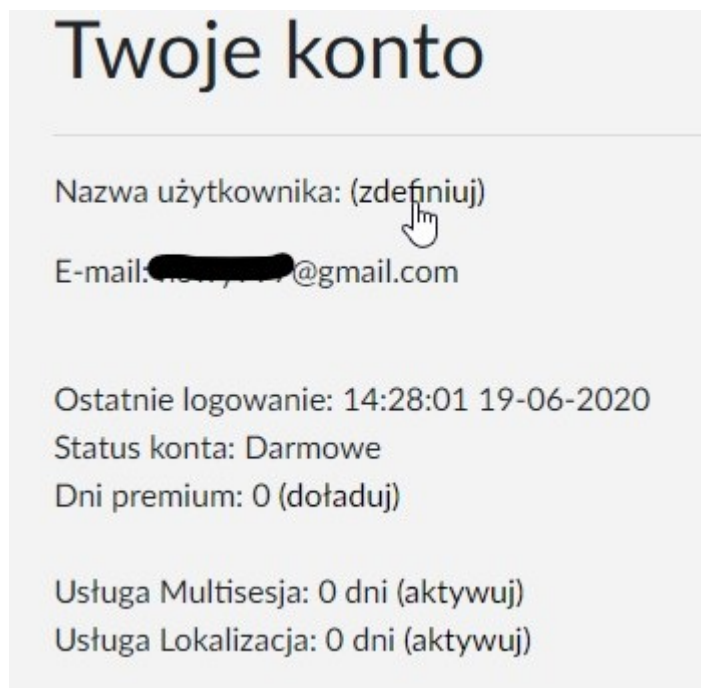 Twoje konto
Nazwa użytkownika: (zdefiniuj)
E-mail: @gmail.com
Ostatnie logowanie: 14:28:01 19-06-2020
Status konta: Darmowe
Dni premium: 0 (doładuj)
Usługa Multisesja: 0 dni (aktywuj)
Usługa Lokalizacja: 0 dni (aktywuj)